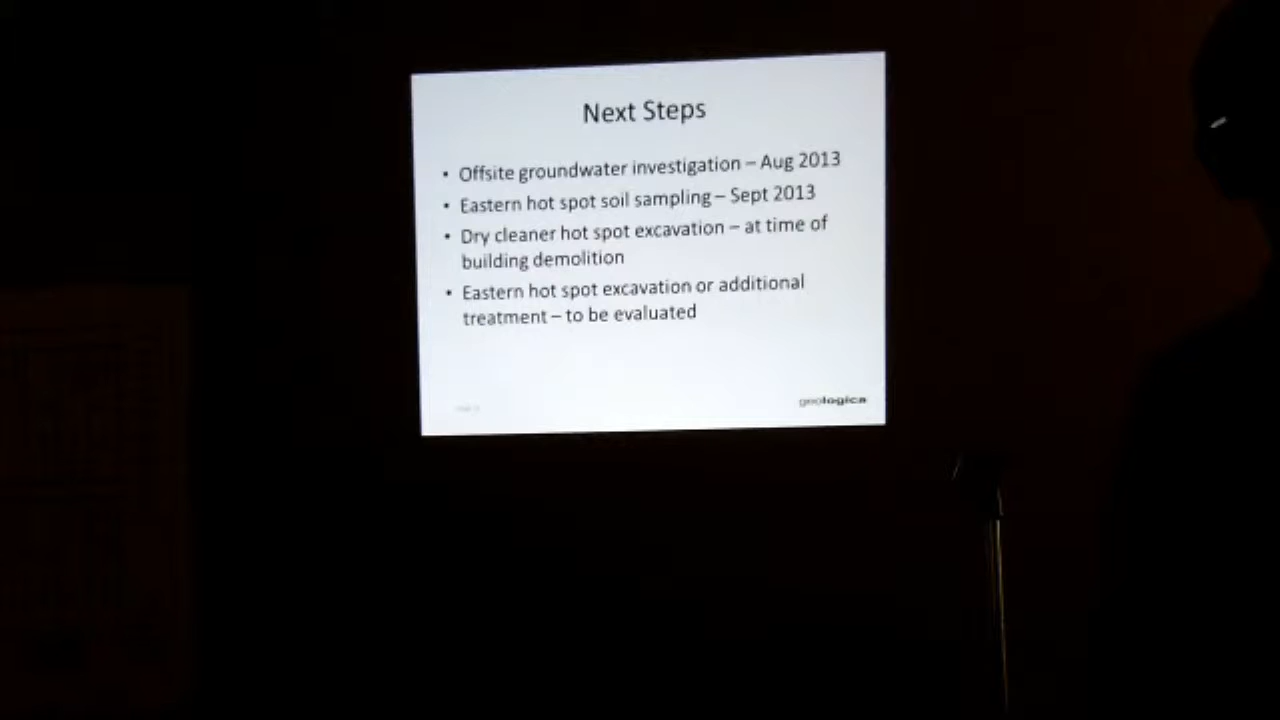 Next Steps
• Offsite groundwater investigation – Aug 2013
• Eastern hot spot soil sampling – Sept 2013
• Dry cleaner hot spot excavation – at time of
building demolition
• Eastern hot spot excavation or additional
treatment – to be evaluated
geologica